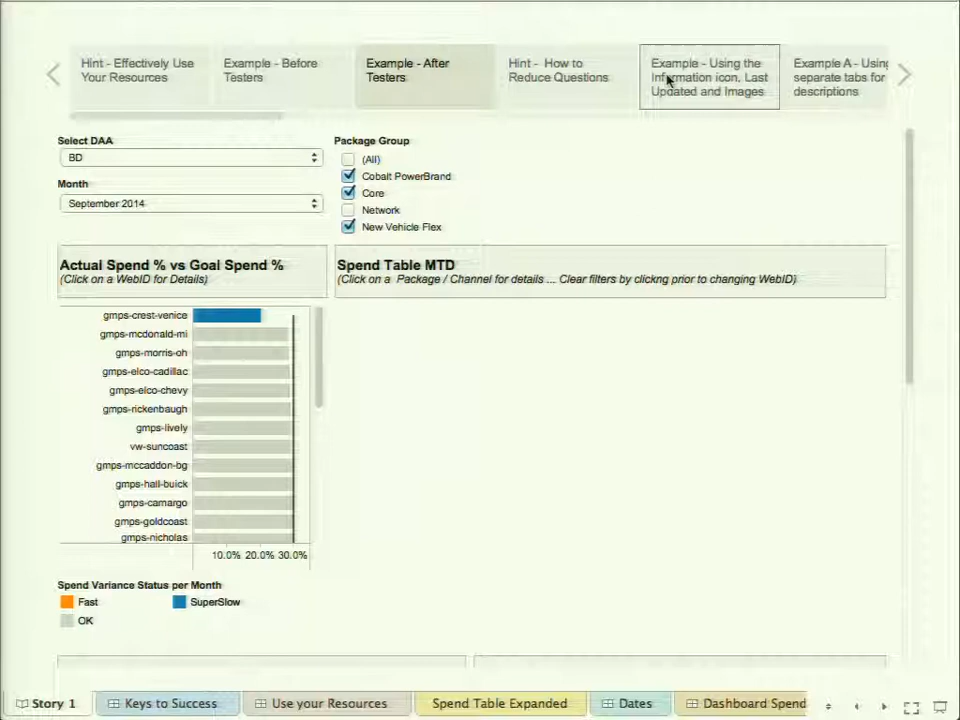 Hint - Effectively Use
Your Resources
Example - Before
Testers
Example - After
Testers
Hint - How to
Reduce Questions
Example - Using the
Information icon, Last
Updated and Images
Example A - Using
separate tabs for
descriptions
Select DAA
BD
Month
September 2014
Package Group
(All)
Cobalt PowerBrand
Core
Network
New Vehicle Flex
Actual Spend % vs Goal Spend %
(Click on a WebID for Details)
Spend Table MTD
(Click on a Package / Channel for details ... Clear filters by clickng prior to changing WebID)
gmps-crest-venice
gmps-mcdonald-mi
gmps-morris-oh
gmps-elco-cadillac
gmps-elco-chevy
gmps-rickenbaugh
gmps-lively
vw-suncoast
gmps-mccaddon-bg
gmps-hall-buick
gmps-camargo
gmps-goldcoast
gmps-nicholas
10.0% 20.0% 30.0%
Spend Variance Status per Month
Fast
SuperSlow
OK
Story 1
Keys to Success
Use your Resources
Spend Table Expanded
Dates
Dashboard Spend